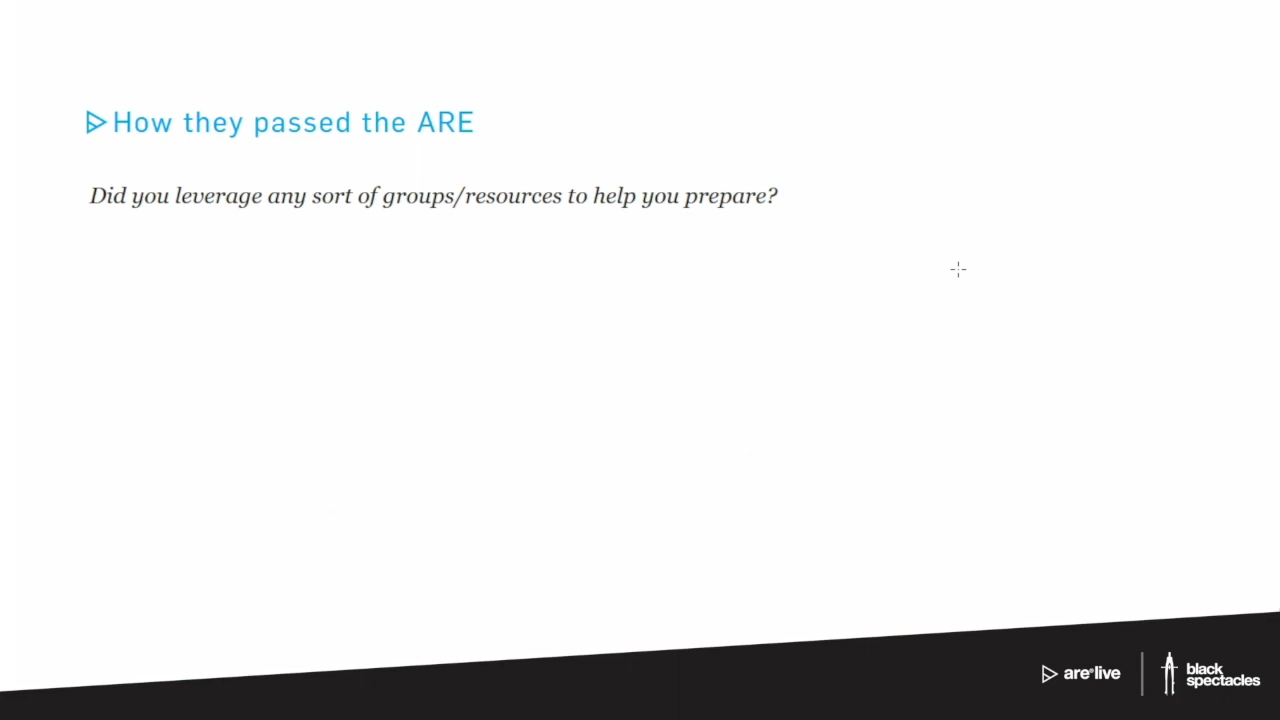 How they passed the ARE
Did you leverage any sort of groups/resources to help you prepare?
are®live
black
spectacles